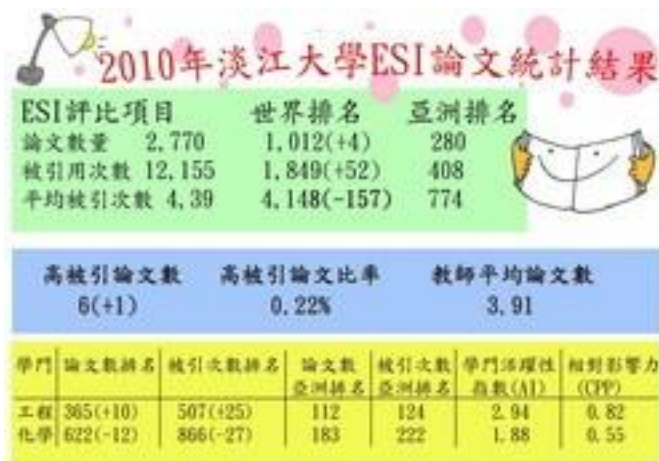 2010年淡江大學ESI論文統計結果
ESI評比項目 世界排名 亞洲排名
論文數量 2,770 1,012(+4) 280
被引用次數 12,155 1,849(+52) 408
平均被引次數 4,39 4,148(-157) 774
高被引論文數 高被引論文比率 教師平均論文數
6(+1) 0.22% 3.91
學門 論文數排名 被引次數排名 論文數亞洲排名 被引次數亞洲排名 學門活躍性指數(AI) 相對影響力(CPP)
工程 365(+10) 507(+25) 112 124 2.94 0.82
化學 622(-12) 866(-27) 183 222 1.88 0.55